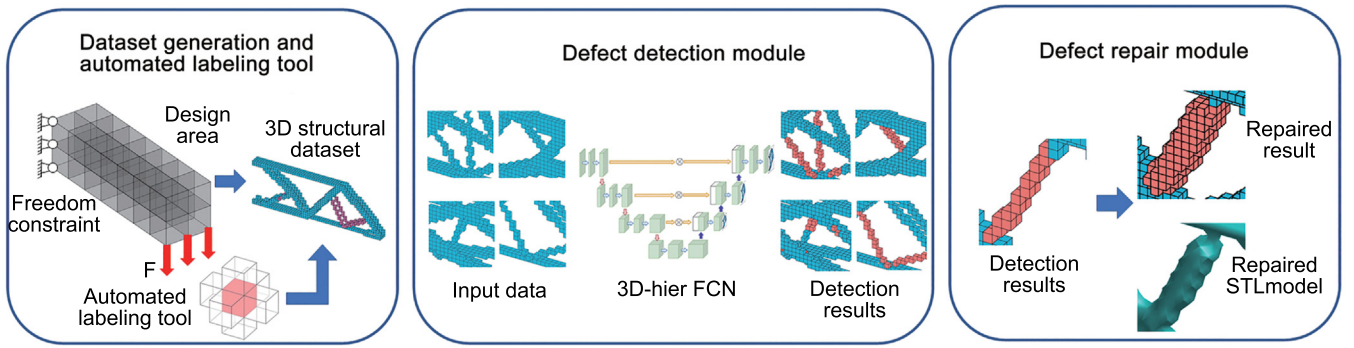 Dataset generation and
automated labeling tool
Design
area
3D structural
dataset
Freedom
constraint
F
Automated
labeling tool
Defect detection module
Input data
3D-hier FCN
Detection
results
Defect repair module
Repaired
result
Detection
results
Repaired
STLmodel